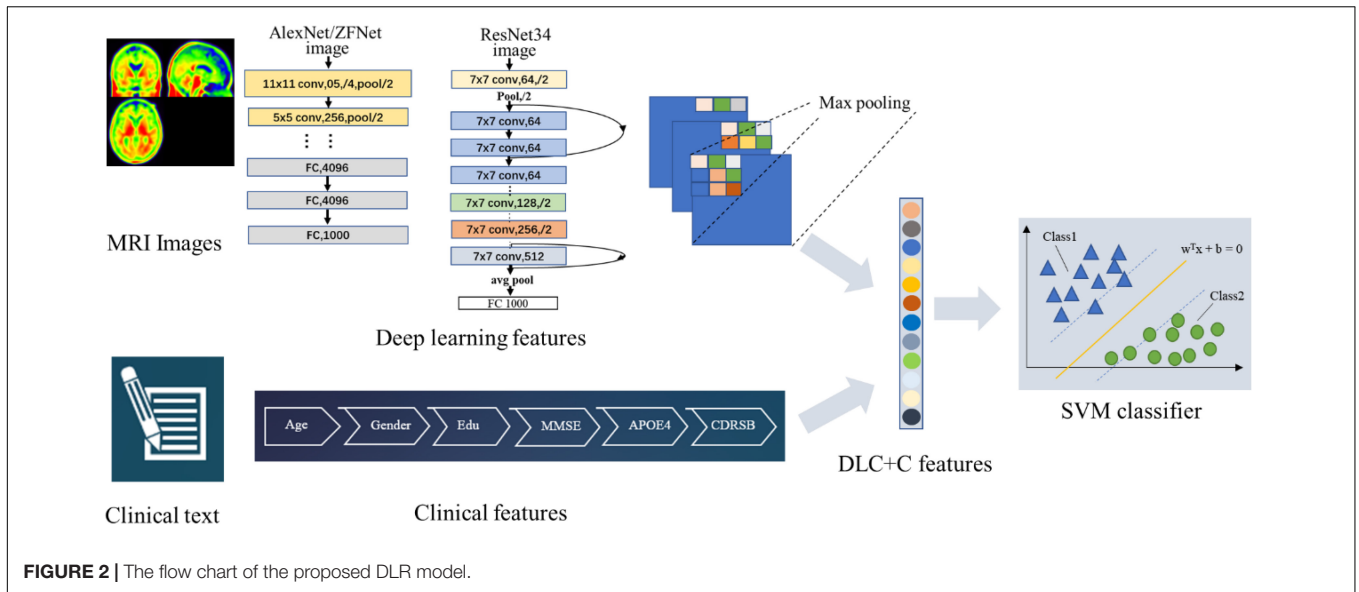 AlexNet/ZFNet
image
11x11 conv,05,/4,pool/2
5x5 conv,256,pool/2
FC,4096
FC,4096
FC,1000
MRI Images
ResNet34
image
7x7 conv,64,/2
Pool,/2
7x7 conv,64
7x7 conv,64
7x7 conv,64
7x7 conv,128,/2
7x7 conv,256,/2
7x7 conv,512
avg pool
FC 1000
Deep learning features
Max pooling
Clinical text
Age
Gender
Edu
MMSE
APOE4
CDRSB
Clinical features
DLC+C features
Class1
wTx + b = 0
Class2
SVM classifier
FIGURE 2 | The flow chart of the proposed DLR model.